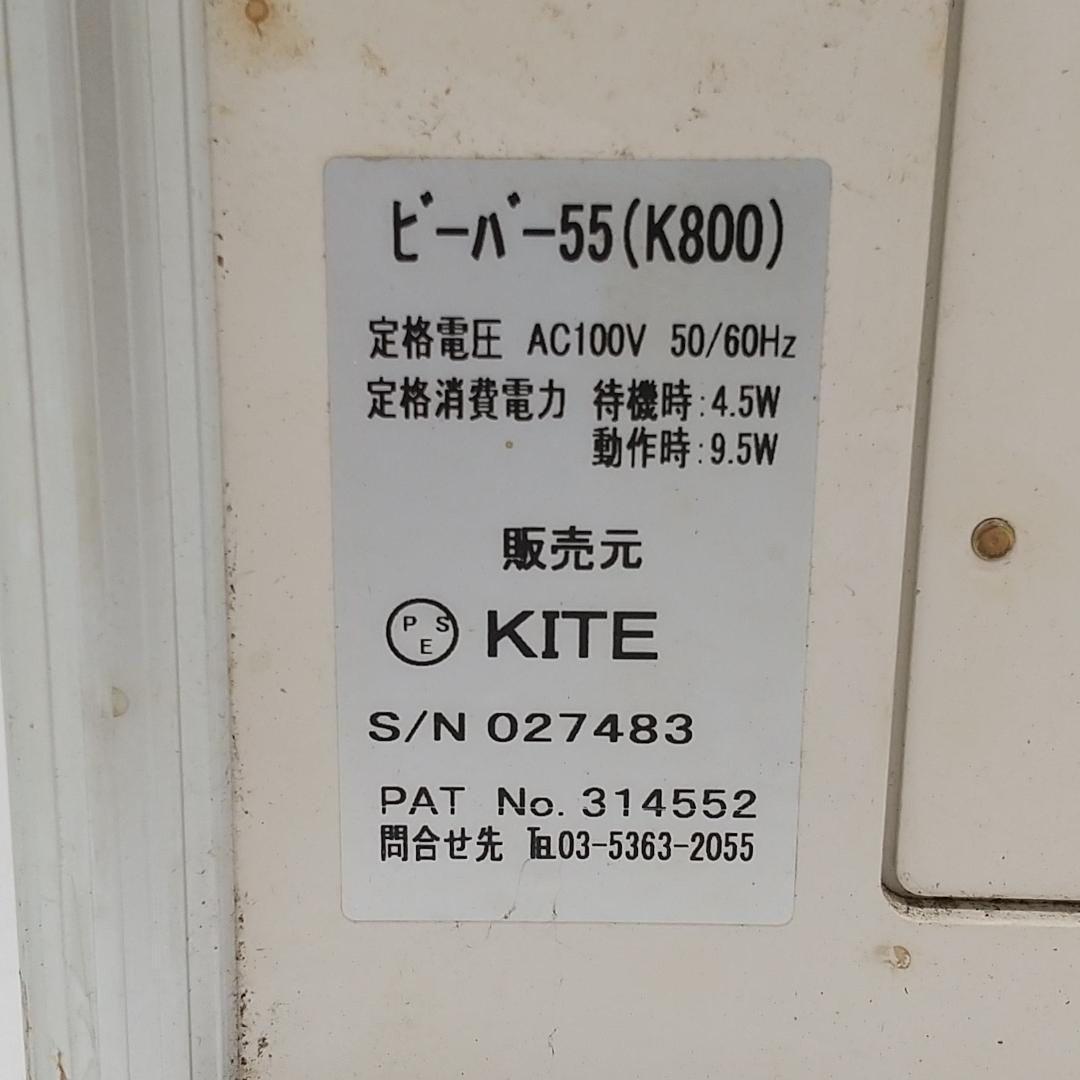 ビーバー55(K800)
定格電圧 AC100V 50/60Hz
定格消費電力 待機時:4.5W
動作時:9.5W
販売元
PSE KITE
S/N 027483
PAT No. 314552
問合せ先 ℡03-5363-2055